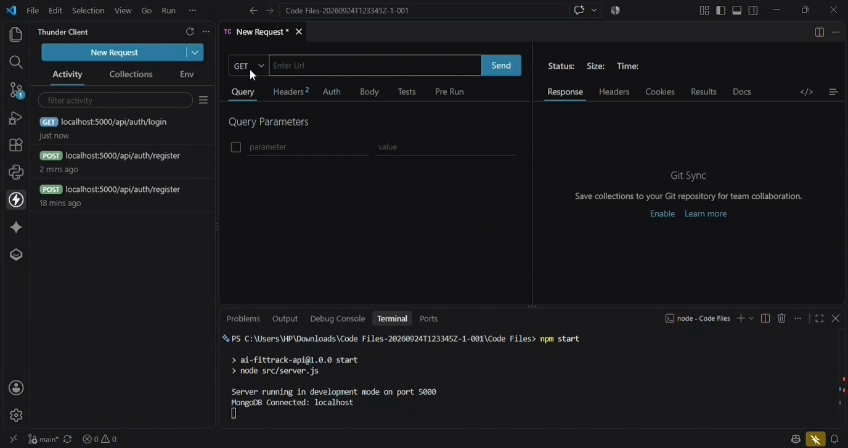 File Edit Selection View Go Run ··· Code Files-20260924T123345Z-1-001
Thunder Client
New Request
Activity Collections Env
filter activity
GET localhost:5000/api/auth/login
just now
POST localhost:5000/api/auth/register
2 mins ago
POST localhost:5000/api/auth/register
18 mins ago
1
TC New Request *
GET Enter Url Send
Query Headers 2 Auth Body Tests Pre Run
Query Parameters
parameter value
Status: Size: Time:
Response Headers Cookies Results Docs </>
Git Sync
Save collections to your Git repository for team collaboration.
Enable Learn more
Problems Output Debug Console Terminal Ports node - Code Files
PS C:\Users\HP\Downloads\Code Files-20260924T123345Z-1-001\Code Files> npm start
> ai-fittrack-api@1.0.0 start
> node src/server.js
Server running in development mode on port 5000
MongoDB Connected: localhost
main* 0 0